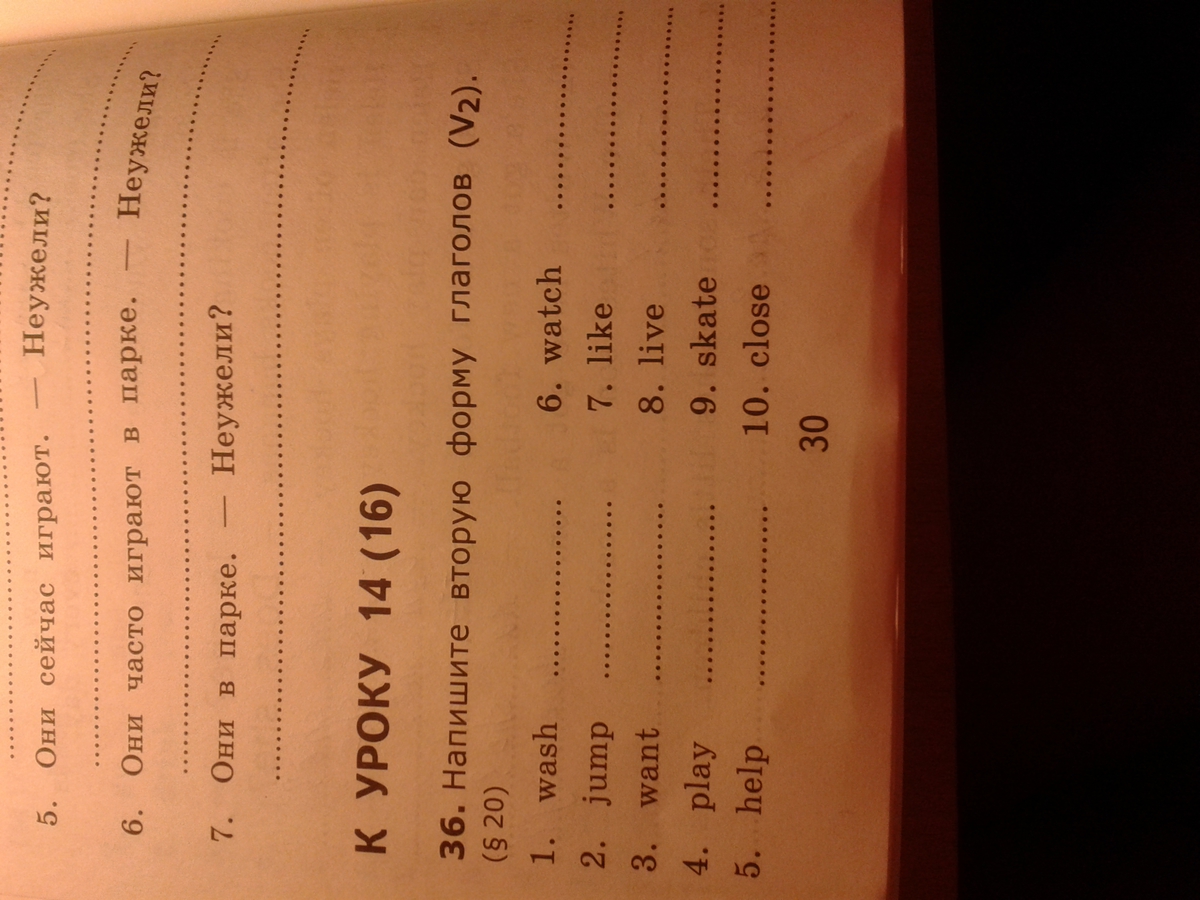 5. Они сейчас играют. — Неужели?
6. Они часто играют в парке. — Неужели?
7. Они в парке. — Неужели?
К УРОКУ 14 (16)
36. Напишите вторую форму глаголов (V₂).
(§ 20)
1. wash ............... 6. watch ...............
2. jump ............... 7. like ...............
3. want ............... 8. live ...............
4. play ............... 9. skate ...............
5. help ............... 10. close ...............
30